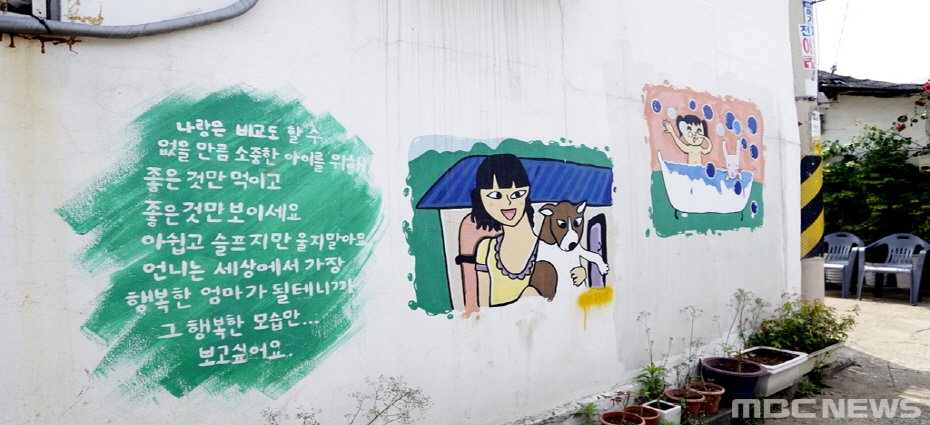 나랑은 비교도 할 수
없을 만큼 소중한 아이를 위해서
좋은 것만 먹이고
좋은것만 보이세요
아쉽고 슬프지만 울지말아요
언니는 세상에서 가장
행복한 엄마가 될테니까
그 행복한 모습만...
보고싶어요.
MBC NEWS